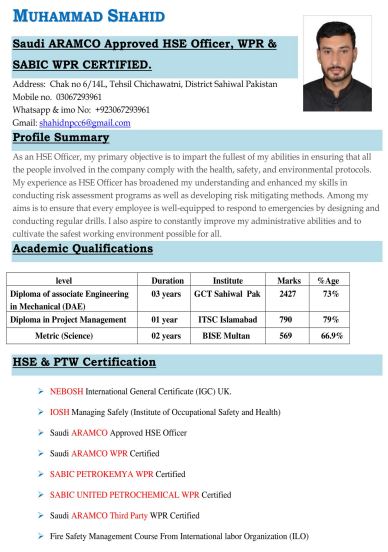 MUHAMMAD SHAHID
Saudi ARAMCO Approved HSE Officer, WPR &
SABIC WPR CERTIFIED.
Address: Chak no 6/14L, Tehsil Chichawatni, District Sahiwal Pakistan
Mobile no. 03067293961
Whatsapp & imo No: +923067293961
Gmail: shahidnpcc6@gmail.com
Profile Summary
As an HSE Officer, my primary objective is to impart the fullest of my abilities in ensuring that all
the people involved in the company comply with the health, safety, and environmental protocols.
My experience as HSE Officer has broadened my understanding and enhanced my skills in
conducting risk assessment programs as well as developing risk mitigating methods. Among my
aims is to ensure that every employee is well-equipped to respond to emergencies by designing and
conducting regular drills. I also aspire to constantly improve my administrative abilities and to
cultivate the safest working environment possible for all.
Academic Qualifications
level Duration Institute Marks %Age
Diploma of associate Engineering 03 years GCT Sahiwal Pak 2427 73%
in Mechanical (DAE)
Diploma in Project Management 01 year ITSC Islamabad 790 79%
Metric (Science) 02 years BISE Multan 569 66.9%
HSE & PTW Certification
NEBOSH International General Certificate (IGC) UK.
IOSH Managing Safely (Institute of Occupational Safety and Health)
Saudi ARAMCO Approved HSE Officer
Saudi ARAMCO WPR Certified
SABIC PETROKEMYA WPR Certified
SABIC UNITED PETROCHEMICAL WPR Certified
Saudi ARAMCO Third Party WPR Certified
Fire Safety Management Course From International labor Organization (ILO)